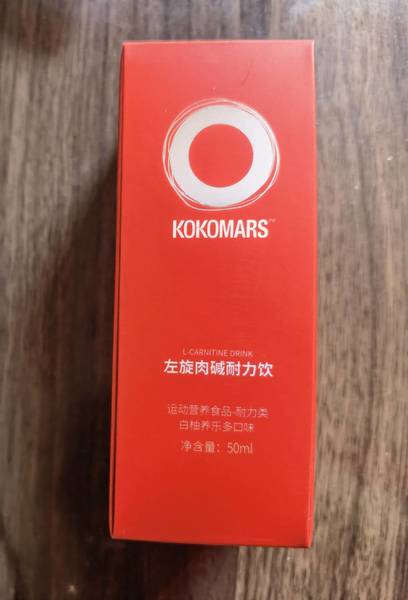 KOKOMARS™
L-CARNITINE DRINK
左旋肉碱耐力饮
运动营养食品-耐力类
白柚养乐多口味
净含量：50ml